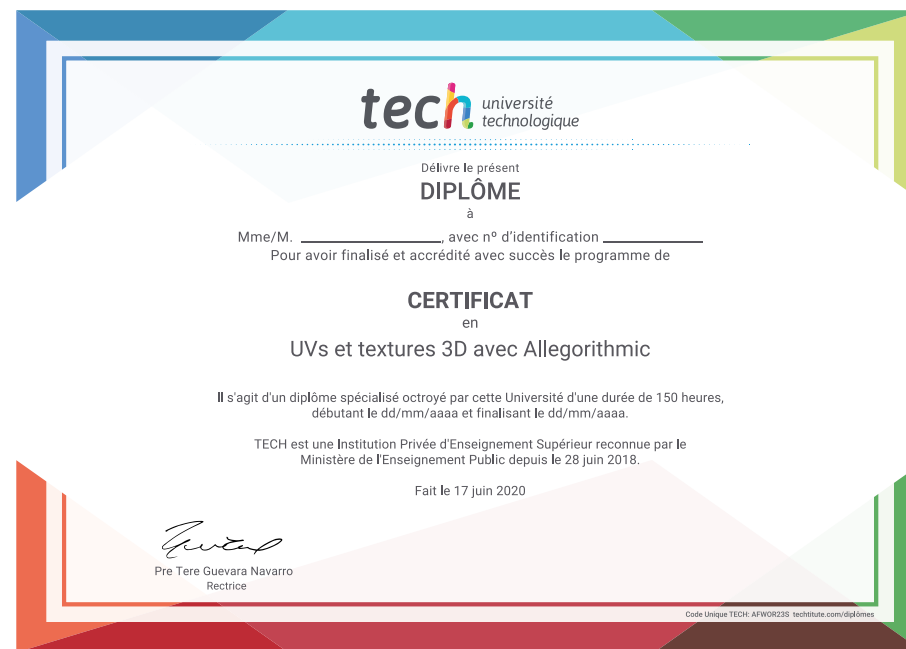 tech université
technologique
Délivre le présent
DIPLÔME
à
Mme/M. ____________________, avec nº d'identification ______________
Pour avoir finalisé et accrédité avec succès le programme de
CERTIFICAT
en
UVs et textures 3D avec Allegorithmic
Il s'agit d'un diplôme spécialisé octroyé par cette Université d'une durée de 150 heures,
débutant le dd/mm/aaaa et finalisant le dd/mm/aaaa.
TECH est une Institution Privée d'Enseignement Supérieur reconnue par le
Ministère de l'Enseignement Public depuis le 28 juin 2018.
Fait le 17 juin 2020
Pre Tere Guevara Navarro
Rectrice
Code Unique TECH: AFWOR23S techtitute.com/diplômes